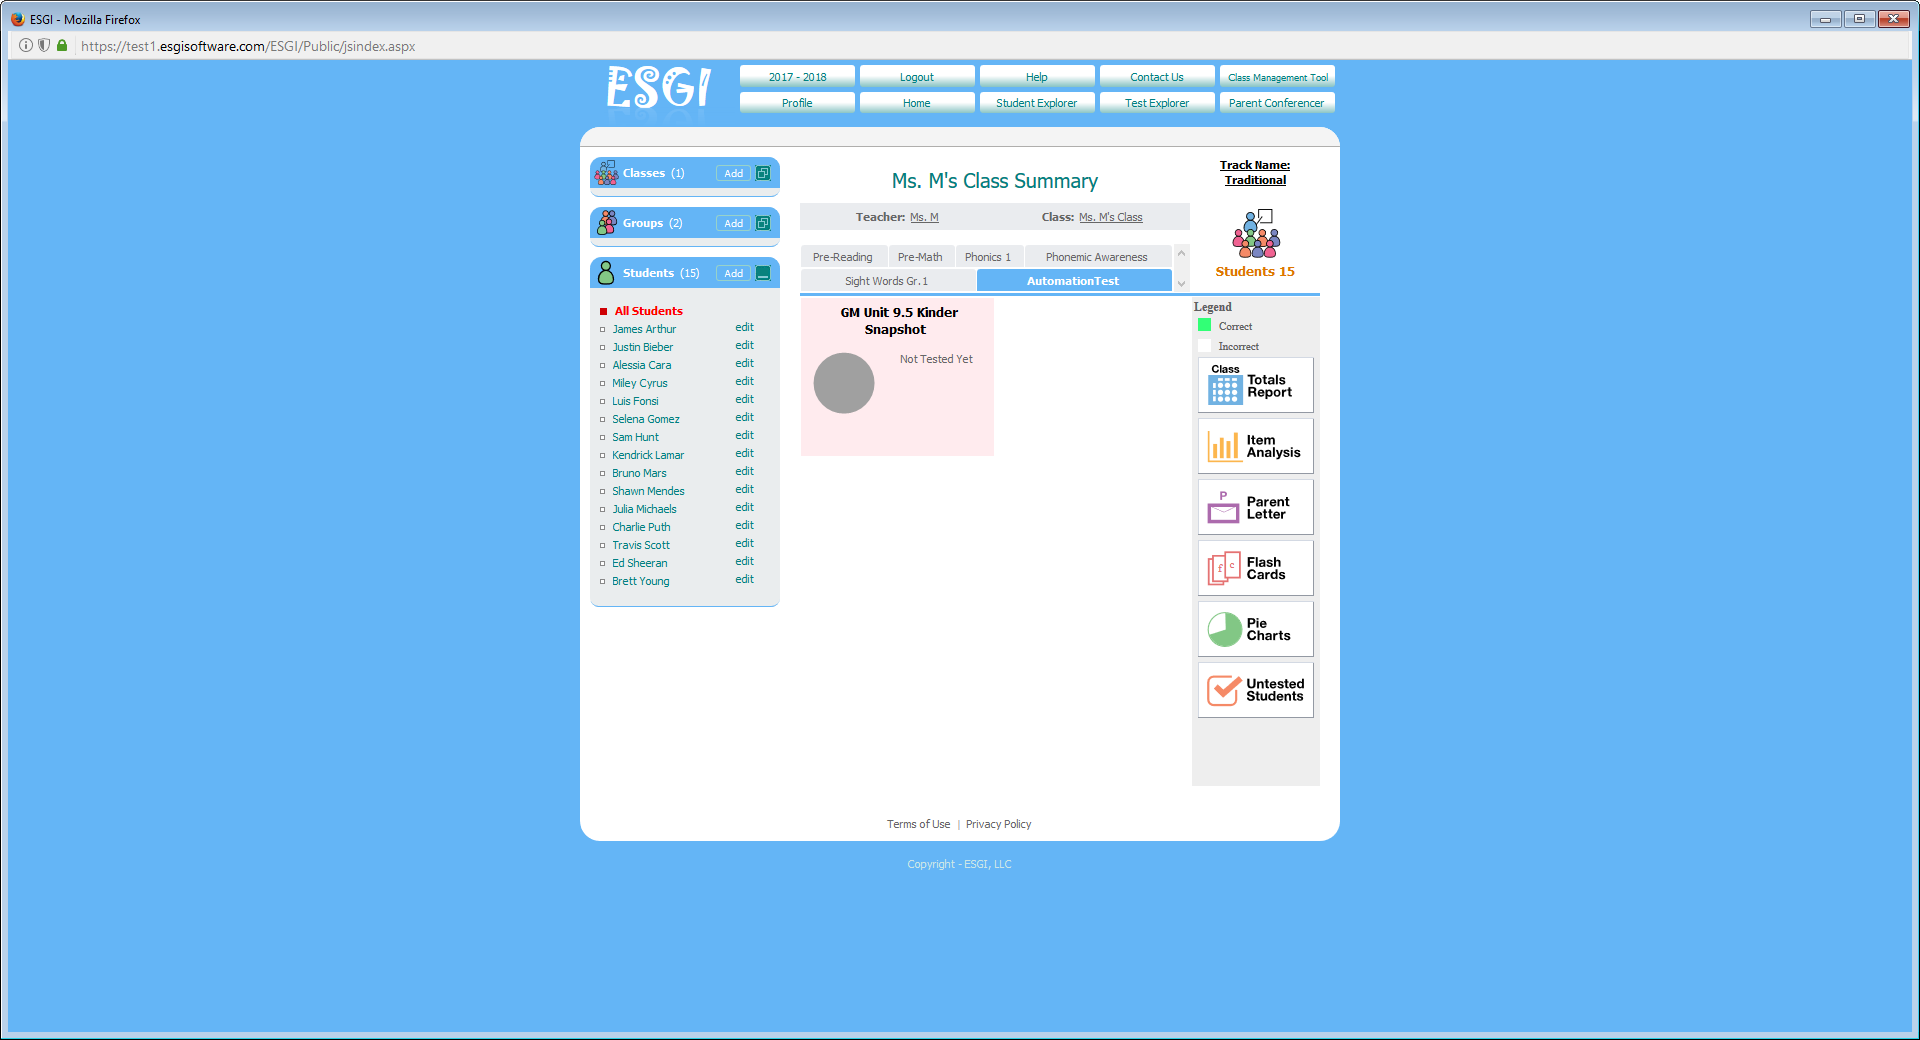 ESGI - Mozilla Firefox
https://test1.esgisoftware.com/ESGI/Public/jsindex.aspx
ESGI
2017 - 2018 Logout Help Contact Us Class Management Tool
Profile Home Student Explorer Test Explorer Parent Conferencer
Classes (1) Add
Groups (2) Add
Students (15) Add
All Students
James Arthur edit
Justin Bieber edit
Alessia Cara edit
Miley Cyrus edit
Luis Fonsi edit
Selena Gomez edit
Sam Hunt edit
Kendrick Lamar edit
Bruno Mars edit
Shawn Mendes edit
Julia Michaels edit
Charlie Puth edit
Travis Scott edit
Ed Sheeran edit
Brett Young edit
Ms. M's Class Summary
Teacher: Ms. M Class: Ms. M's Class
Pre-Reading Pre-Math Phonics 1 Phonemic Awareness
Sight Words Gr.1 AutomationTest
GM Unit 9.5 Kinder
Snapshot
Not Tested Yet
Track Name:
Traditional
Students 15
Legend
Correct
Incorrect
Class
Totals
Report
Item
Analysis
P
Parent
Letter
f c
Flash
Cards
Pie
Charts
Untested
Students
Terms of Use | Privacy Policy
Copyright - ESGI, LLC